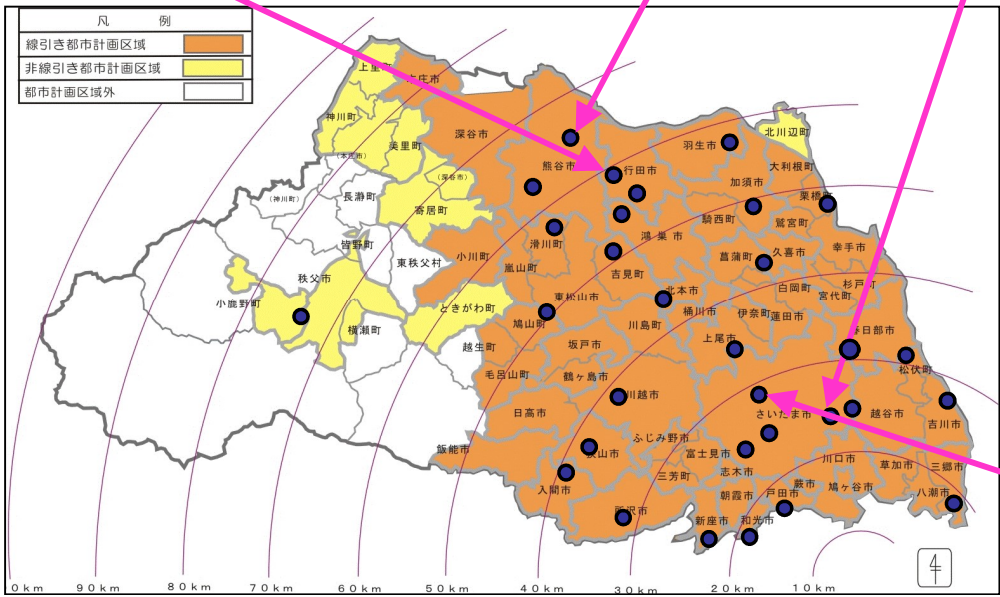 凡　例
線引き都市計画区域
非線引き都市計画区域
都市計画区域外
上里町
本庄市
神川町
美里町
深谷市
(本庄市)
(深谷市)
(神川町)
長瀞町
寄居町
熊谷市
行田市
羽生市
北川辺町
大利根町
加須市
栗橋町
騎西町
鷲宮町
皆野町
東秩父村
小川町
滑川町
嵐山町
吉見町
鴻巣市
菖蒲町
久喜市
幸手市
秩父市
小鹿野町
横瀬町
ときがわ町
東松山市
北本市
桶川市
伊奈町
白岡町
蓮田市
杉戸町
宮代町
鳩山町
川島町
春日部市
越生町
坂戸市
上尾市
松伏町
毛呂山町
鶴ヶ島市
日高市
川越市
さいたま市
越谷市
吉川市
飯能市
狭山市
ふじみ野市
富士見市
三芳町
志木市
川口市
草加市
三郷市
入間市
所沢市
朝霞市
戸田市
蕨市
鳩ヶ谷市
八潮市
新座市
和光市
0km
90km
80km
70km
60km
50km
40km
30km
20km
10km